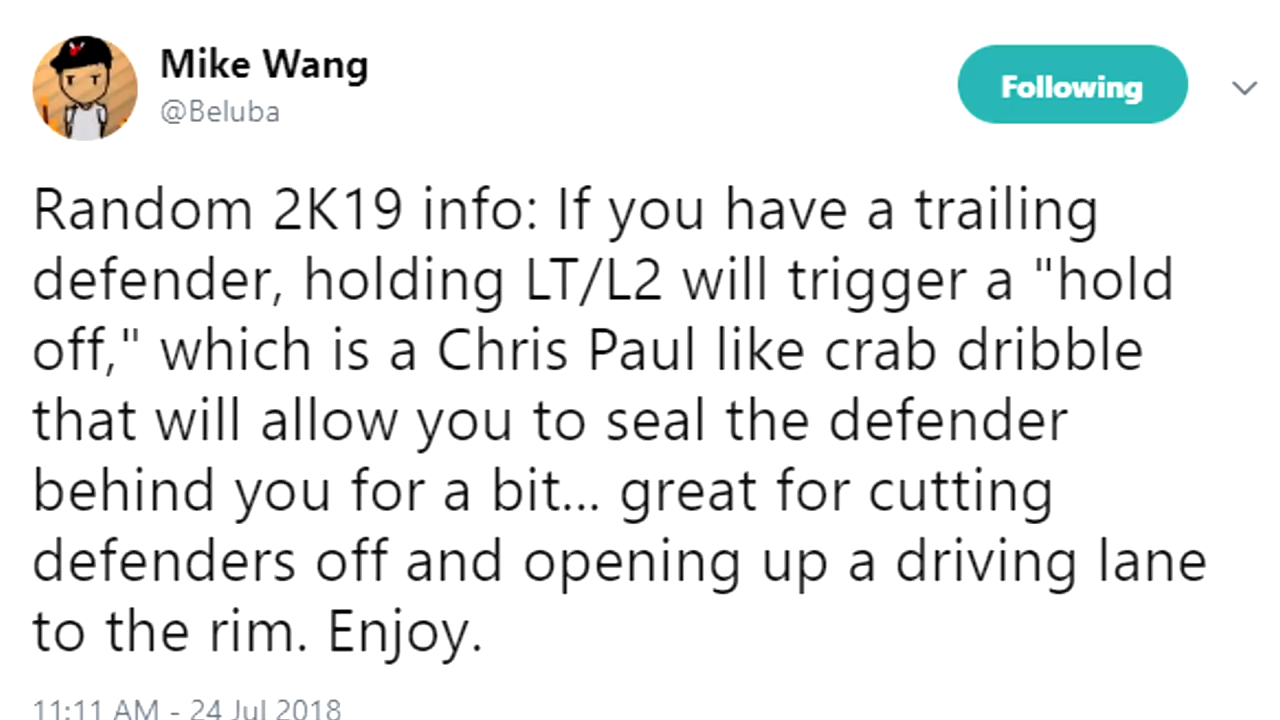 Mike Wang
@Beluba
Following
Random 2K19 info: If you have a trailing
defender, holding LT/L2 will trigger a "hold
off," which is a Chris Paul like crab dribble
that will allow you to seal the defender
behind you for a bit... great for cutting
defenders off and opening up a driving lane
to the rim. Enjoy.
11:11 AM - 24 Jul 2018